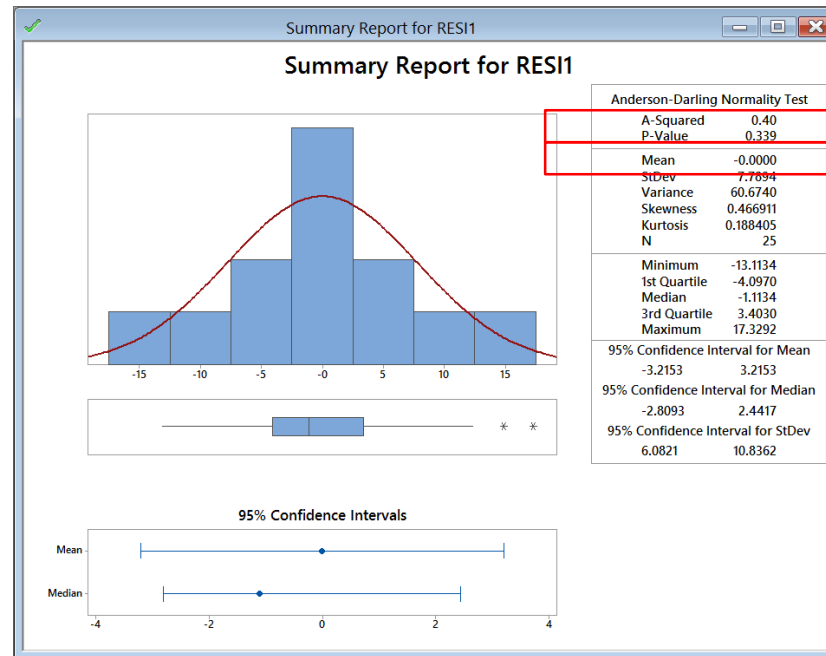 Summary Report for RESI1
Summary Report for RESI1
Anderson-Darling Normality Test
A-Squared 0.40
P-Value 0.339
Mean -0.0000
StDev 7.7894
Variance 60.6740
Skewness 0.466911
Kurtosis 0.188405
N 25
Minimum -13.1134
1st Quartile -4.0970
Median -1.1134
3rd Quartile 3.4030
Maximum 17.3292
95% Confidence Interval for Mean
-3.2153 3.2153
95% Confidence Interval for Median
-2.8093 2.4417
95% Confidence Interval for StDev
6.0821 10.8362
-15 -10 -5 -0 5 10 15
* *
95% Confidence Intervals
Mean
Median
-4 -2 0 2 4